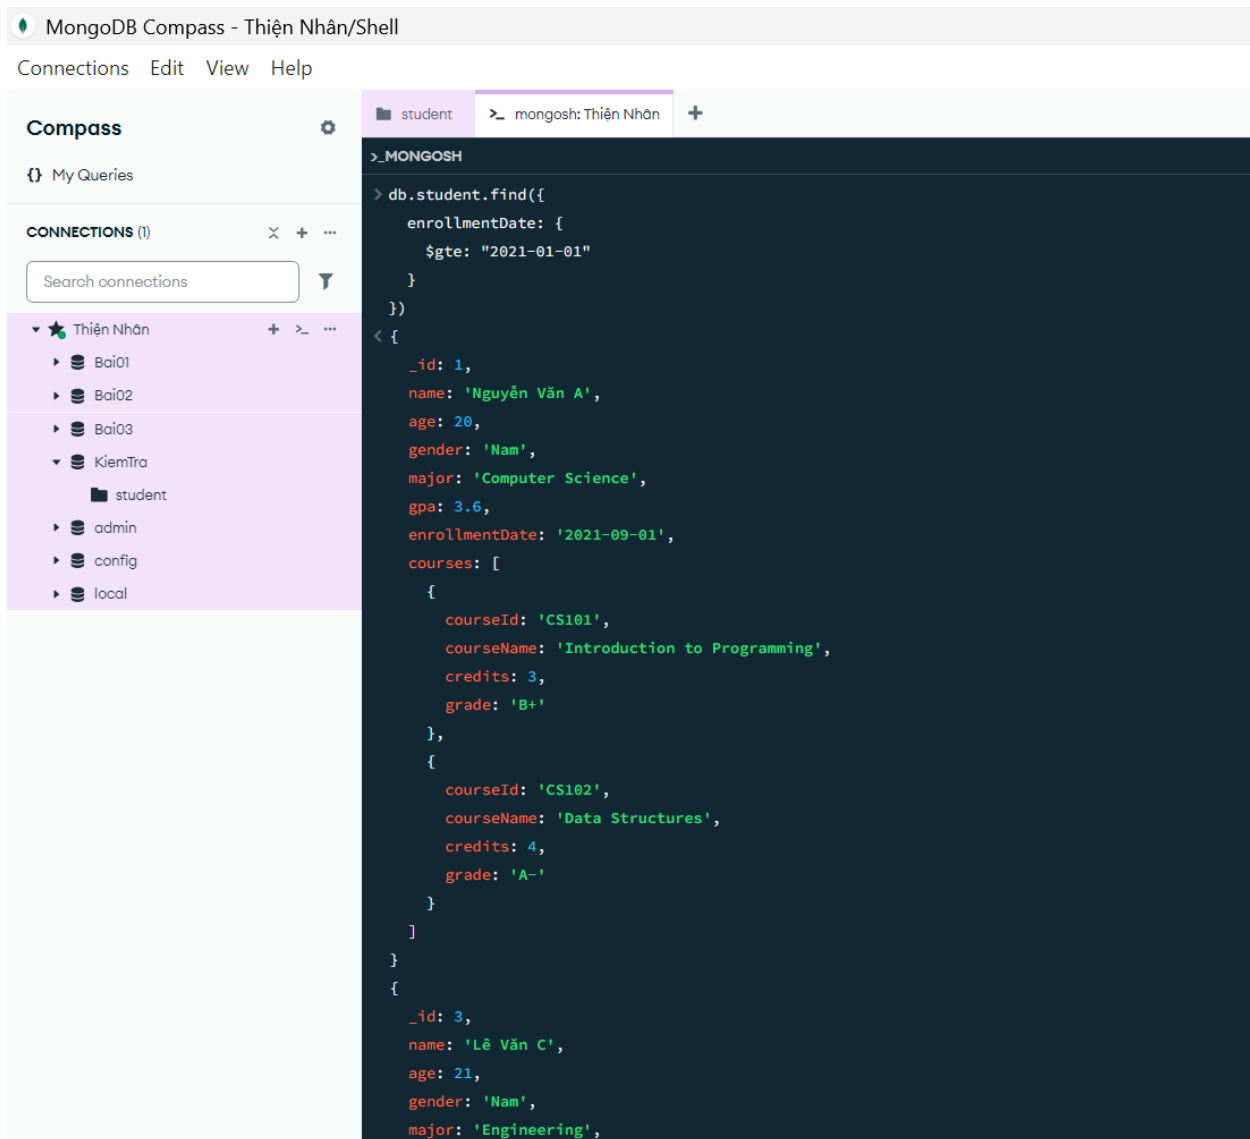 MongoDB Compass - Thiện Nhân/Shell
Connections Edit View Help
Compass
{} My Queries
CONNECTIONS (1)
Search connections
Thiện Nhân
Bai01
Bai02
Bai03
KiemTra
student
admin
config
local
student
>_ mongosh: Thiện Nhân
>_MONGOSH
> db.student.find({
enrollmentDate: {
$gte: "2021-01-01"
}
})
< {
_id: 1,
name: 'Nguyễn Văn A',
age: 20,
gender: 'Nam',
major: 'Computer Science',
gpa: 3.6,
enrollmentDate: '2021-09-01',
courses: [
{
courseId: 'CS101',
courseName: 'Introduction to Programming',
credits: 3,
grade: 'B+'
},
{
courseId: 'CS102',
courseName: 'Data Structures',
credits: 4,
grade: 'A-'
}
]
}
{
_id: 3,
name: 'Lê Văn C',
age: 21,
gender: 'Nam',
major: 'Engineering',